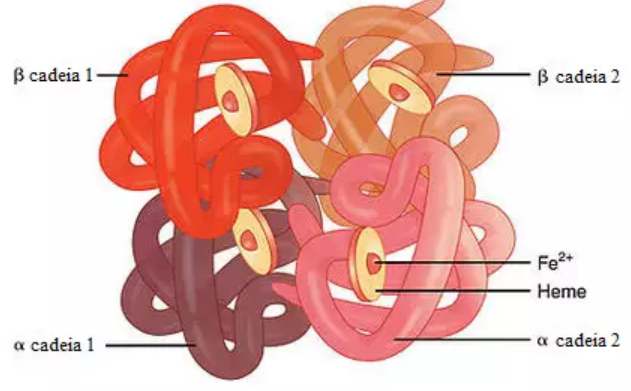 β cadeia 1
β cadeia 2
Fe²⁺
Heme
α cadeia 1
α cadeia 2